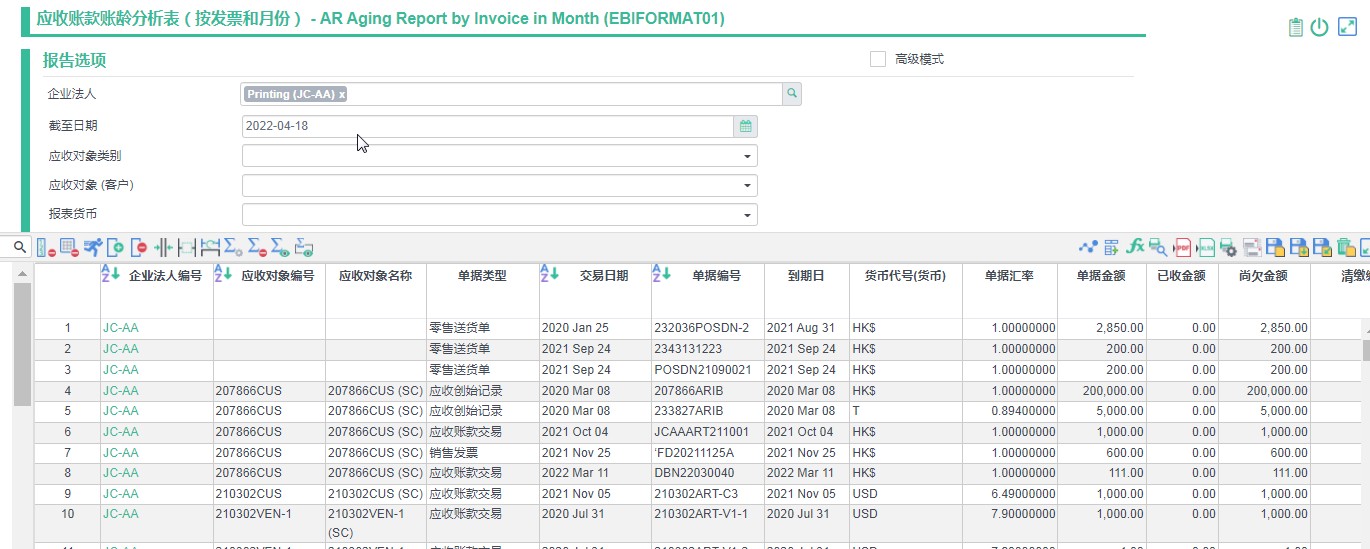 应收账款账龄分析表（按发票和月份） - AR Aging Report by Invoice in Month (EBIFORMAT01)
报告选项
高级模式
企业法人 Printing (JC-AA) x
截至日期 2022-04-18
应收对象类别
应收对象 (客户)
报表货币
企业法人编号 应收对象编号 应收对象名称 单据类型 交易日期 单据编号 到期日 货币代号(货币) 单据汇率 单据金额 已收金额 尚欠金额
1 JC-AA 零售送货单 2020 Jan 25 232036POSDN-2 2021 Aug 31 HK$ 1.00000000 2,850.00 0.00 2,850.00
2 JC-AA 零售送货单 2021 Sep 24 2343131223 2021 Sep 24 HK$ 1.00000000 200.00 0.00 200.00
3 JC-AA 零售送货单 2021 Sep 24 POSDN21090021 2021 Sep 24 HK$ 1.00000000 200.00 0.00 200.00
4 JC-AA 207866CUS 207866CUS (SC) 应收创始记录 2020 Mar 08 207866ARIB 2020 Mar 08 HK$ 1.00000000 200,000.00 0.00 200,000.00
5 JC-AA 207866CUS 207866CUS (SC) 应收创始记录 2020 Mar 08 233827ARIB 2020 Mar 08 T 0.89400000 5,000.00 0.00 5,000.00
6 JC-AA 207866CUS 207866CUS (SC) 应收账款交易 2021 Oct 04 JCAAART211001 2021 Oct 04 HK$ 1.00000000 1,000.00 0.00 1,000.00
7 JC-AA 207866CUS 207866CUS (SC) 销售发票 2021 Nov 25 'FD20211125A 2021 Nov 25 HK$ 1.00000000 600.00 0.00 600.00
8 JC-AA 207866CUS 207866CUS (SC) 应收账款交易 2022 Mar 11 DBN22030040 2022 Mar 11 HK$ 1.00000000 111.00 0.00 111.00
9 JC-AA 210302CUS 210302CUS (SC) 应收账款交易 2021 Nov 05 210302ART-C3 2021 Nov 05 USD 6.49000000 1,000.00 0.00 1,000.00
10 JC-AA 210302VEN-1 210302VEN-1 (SC) 应收账款交易 2020 Jul 31 210302ART-V1-1 2020 Jul 31 USD 7.90000000 1,000.00 0.00 1,000.00